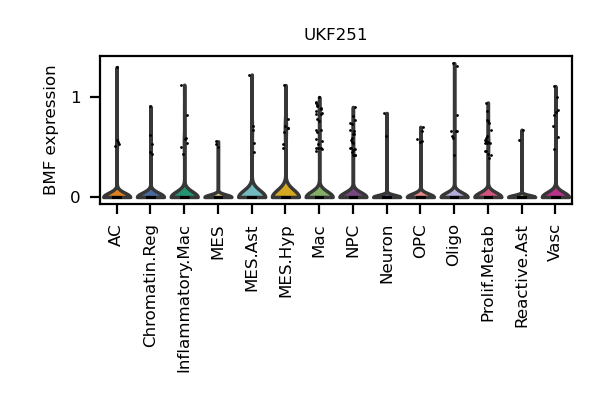 UKF251
BMF expression
1
0
AC
Chromatin.Reg
Inflammatory.Mac
MES
MES.Ast
MES.Hyp
Mac
NPC
Neuron
OPC
Oligo
Prolif.Metab
Reactive.Ast
Vasc